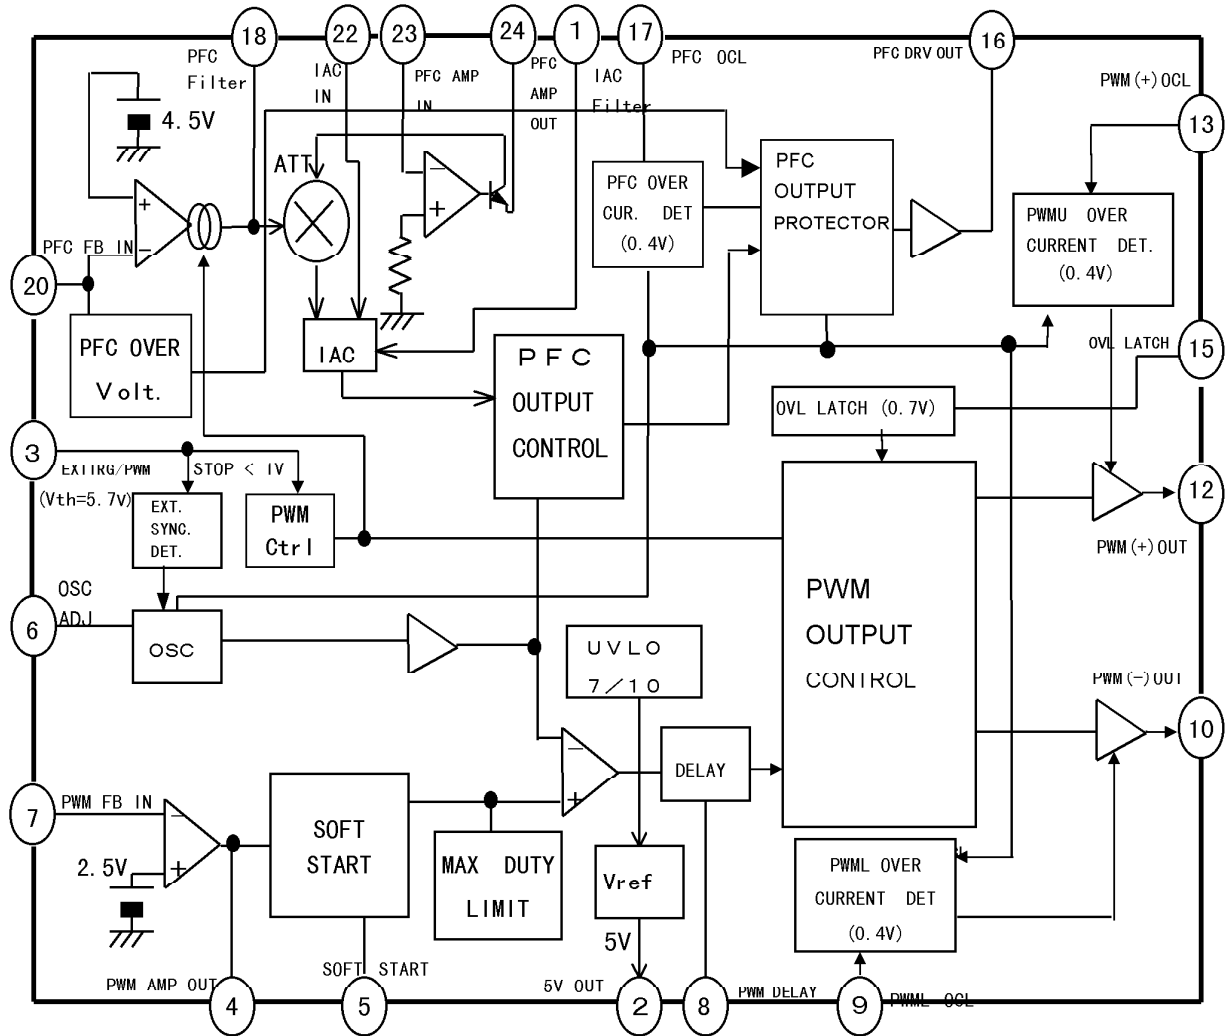 18
22
23
24
1
17
16
PFC
Filter
IAC
IN
PFC AMP
IN
PFC
AMP
OUT
IAC
Filter
PFC OCL
PFC DRV OUT
PWM(+)OCL
13
4.5V
ATT
+
−
−
+
PFC OVER
CUR. DET
(0.4V)
PFC
OUTPUT
PROTECTOR
PWMU OVER
CURRENT DET.
(0.4V)
PFC FB IN
20
PFC OVER
Volt.
IAC
PFC
OUTPUT
CONTROL
OVL LATCH
15
OVL LATCH(0.7V)
3
EXTTRG/PWM
STOP < 1V
(Vth=5.7V)
EXT.
SYNC.
DET.
PWM
Ctrl
12
PWM(+)OUT
OSC
ADJ
6
OSC
UVLO
7/10
PWM
OUTPUT
CONTROL
PWM(−)OUT
10
−
+
DELAY
7
PWM FB IN
−
+
2.5V
SOFT
START
MAX DUTY
LIMIT
Vref
5V
PWML OVER
CURRENT DET
(0.4V)
PWM AMP OUT
4
SOFT START
5
5V OUT
2
8
PWM DELAY
9
PWML OCL